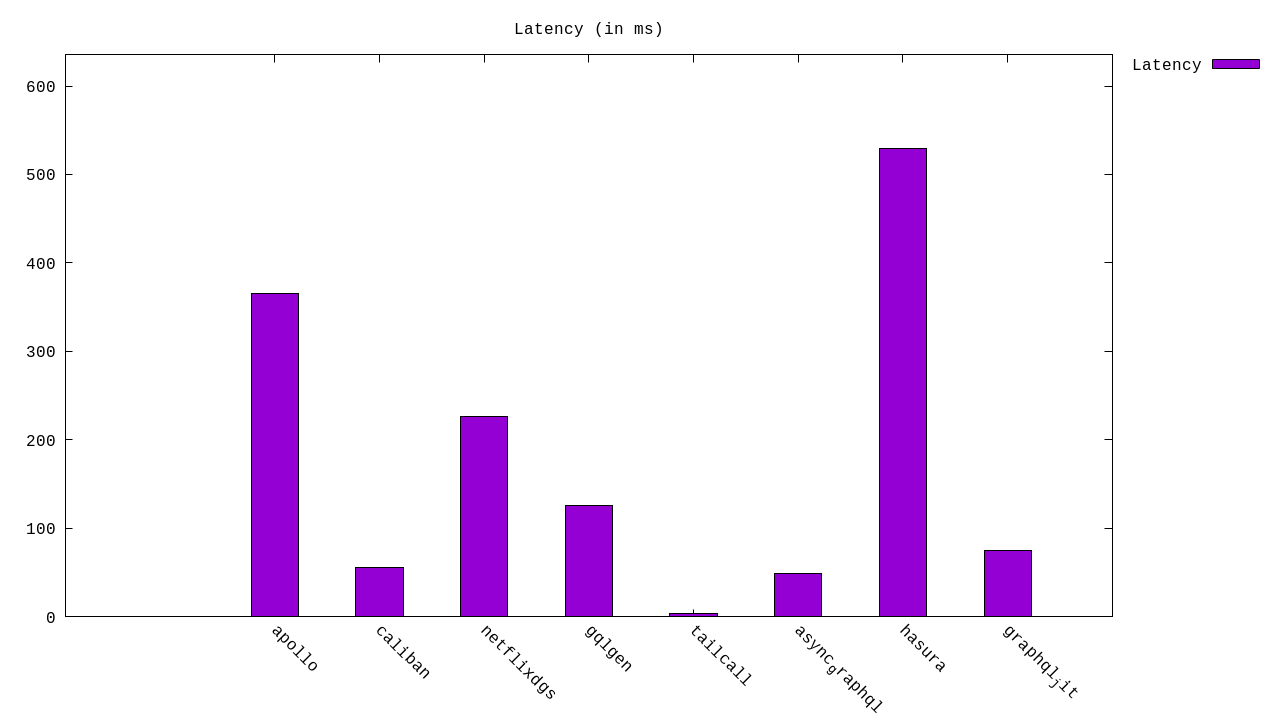 Latency (in ms)
Latency
600
500
400
300
200
100
0
apollo
caliban
netflixdgs
gqlgen
tailcall
async_graphql
hasura
graphql_jit